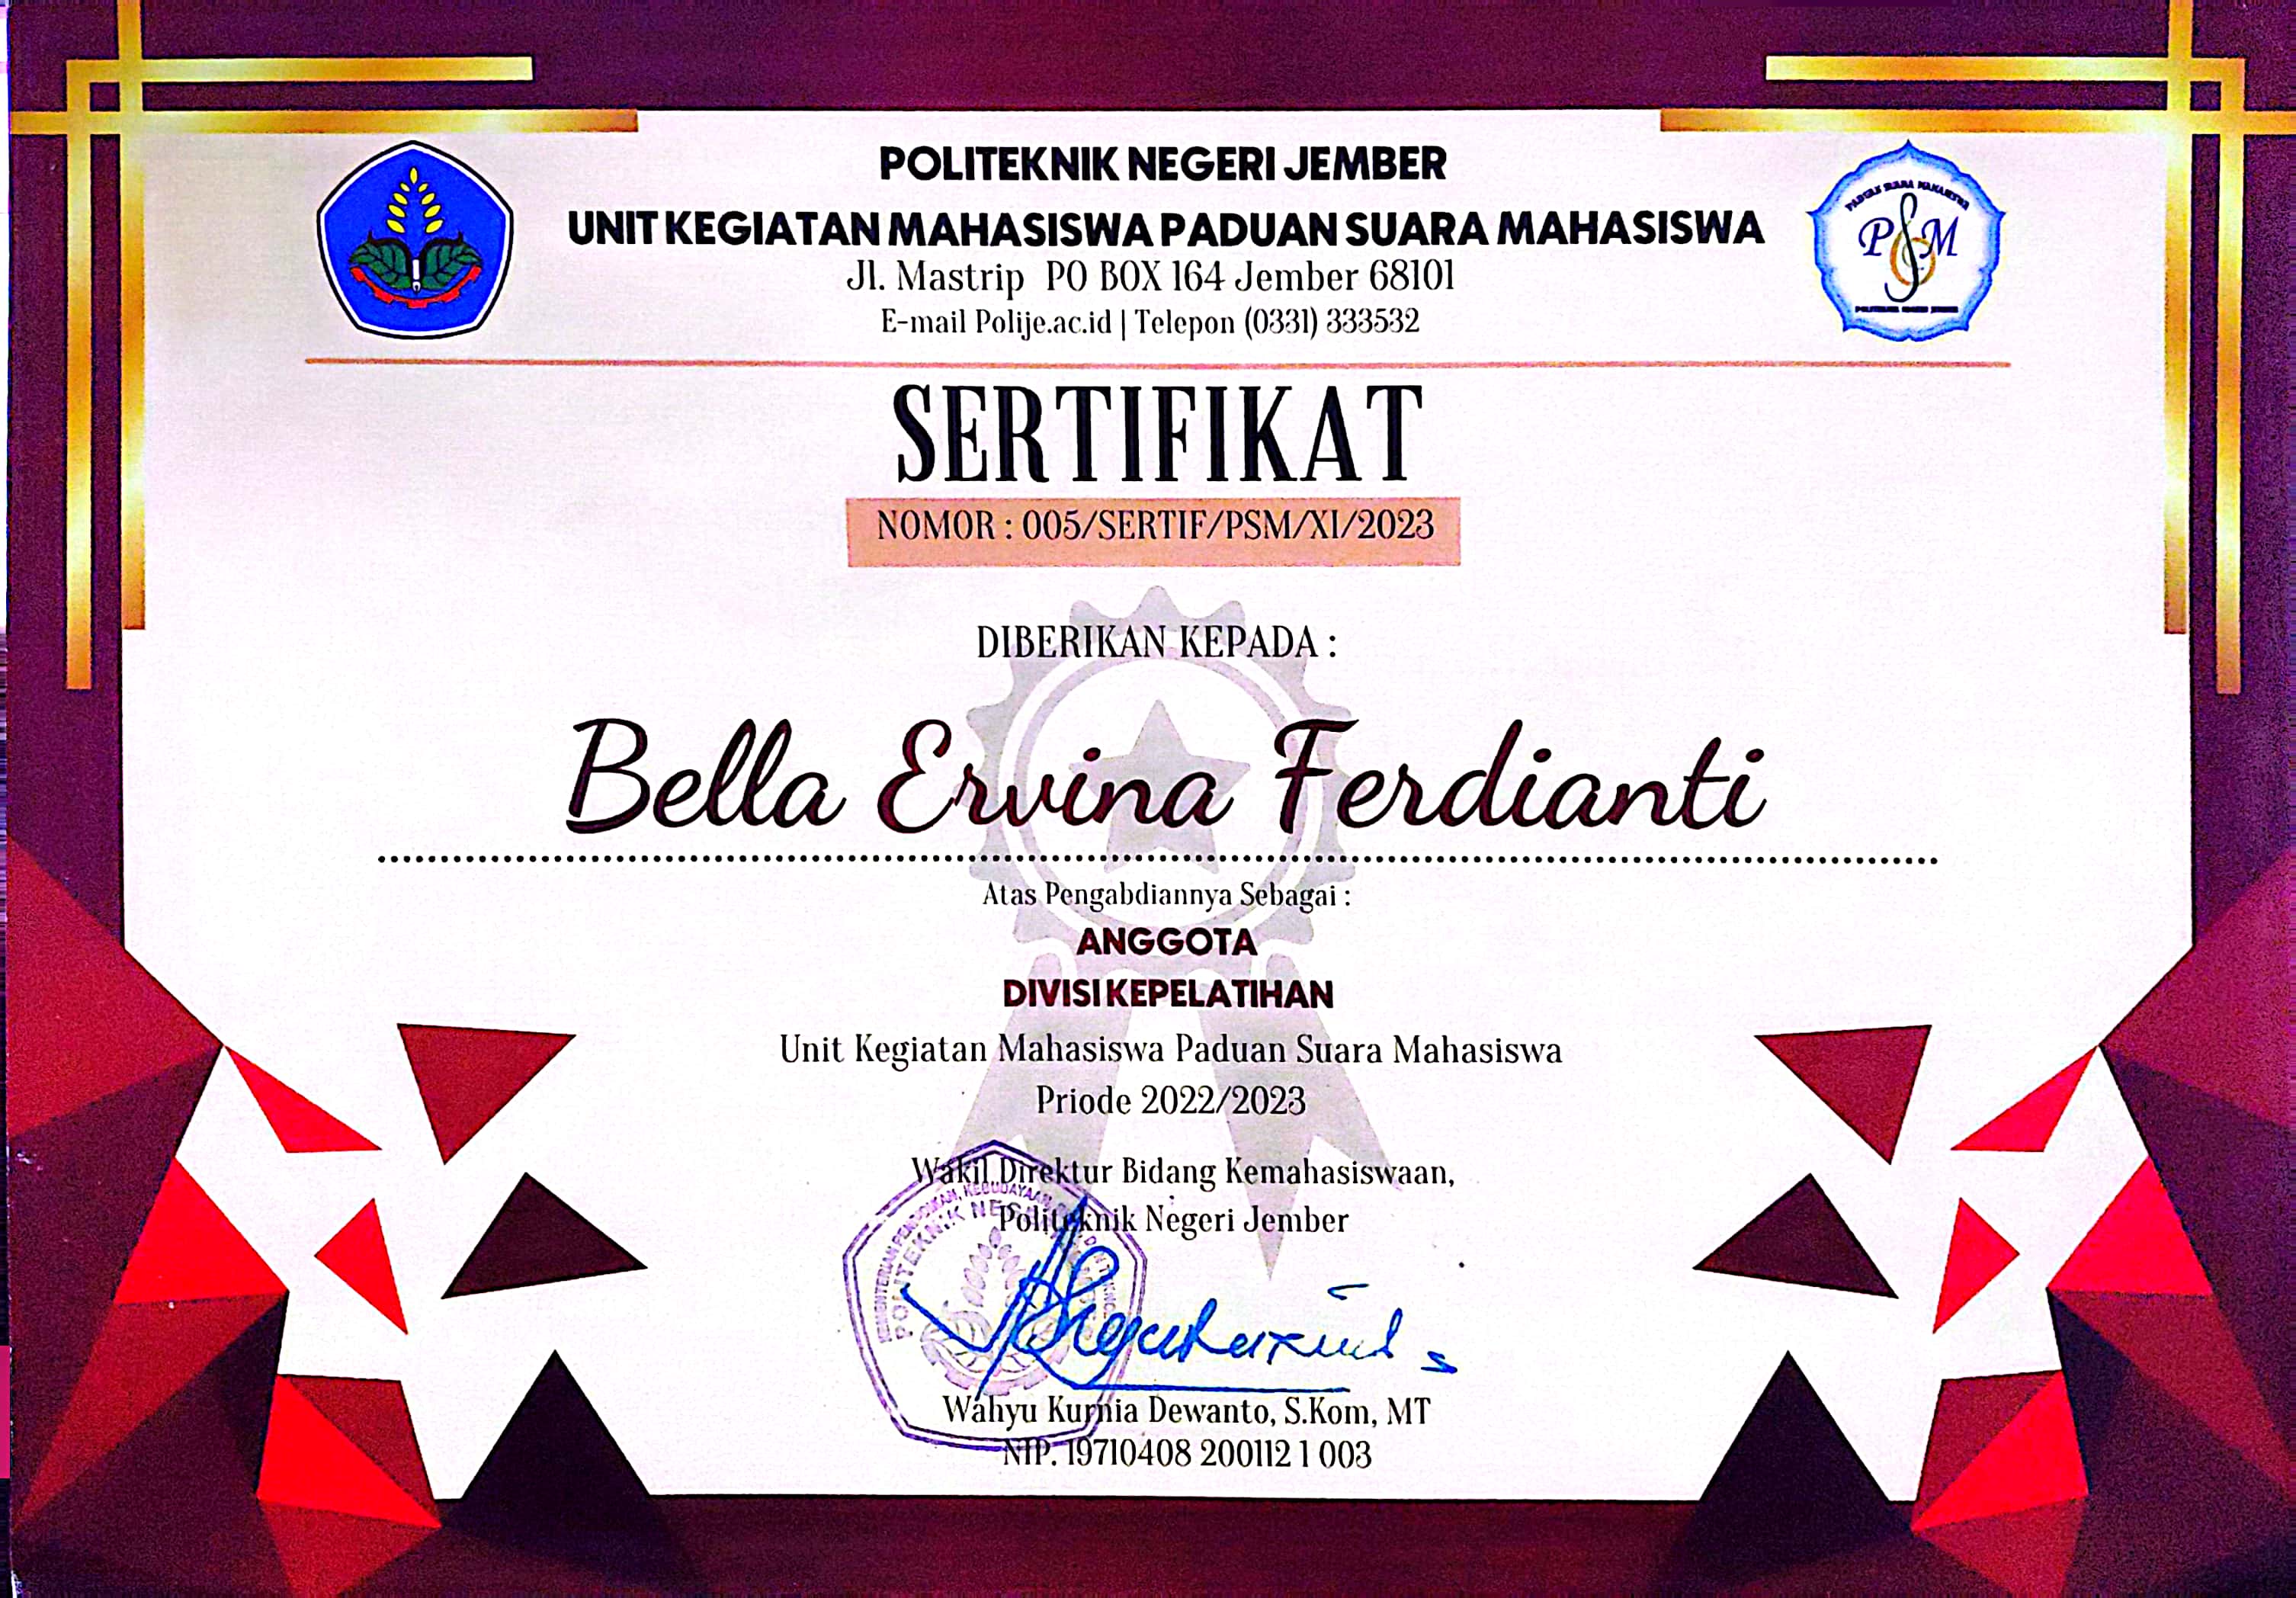 POLITEKNIK NEGERI JEMBER
UNIT KEGIATAN MAHASISWA PADUAN SUARA MAHASISWA
Jl. Mastrip PO BOX 164 Jember 68101
E-mail Polije.ac.id | Telepon (0331) 333532
PADUAN SUARA MAHASISWA
PSM
POLITEKNIK NEGERI JEMBER
SERTIFIKAT
NOMOR : 005/SERTIF/PSM/XI/2023
DIBERIKAN KEPADA :
Bella Ervina Ferdianti
Atas Pengabdiannya Sebagai :
ANGGOTA
DIVISI KEPELATIHAN
Unit Kegiatan Mahasiswa Paduan Suara Mahasiswa
Priode 2022/2023
Wakil Direktur Bidang Kemahasiswaan,
Politeknik Negeri Jember
Wahyu Kurnia Dewanto, S.Kom, MT
NIP. 19710408 200112 1 003